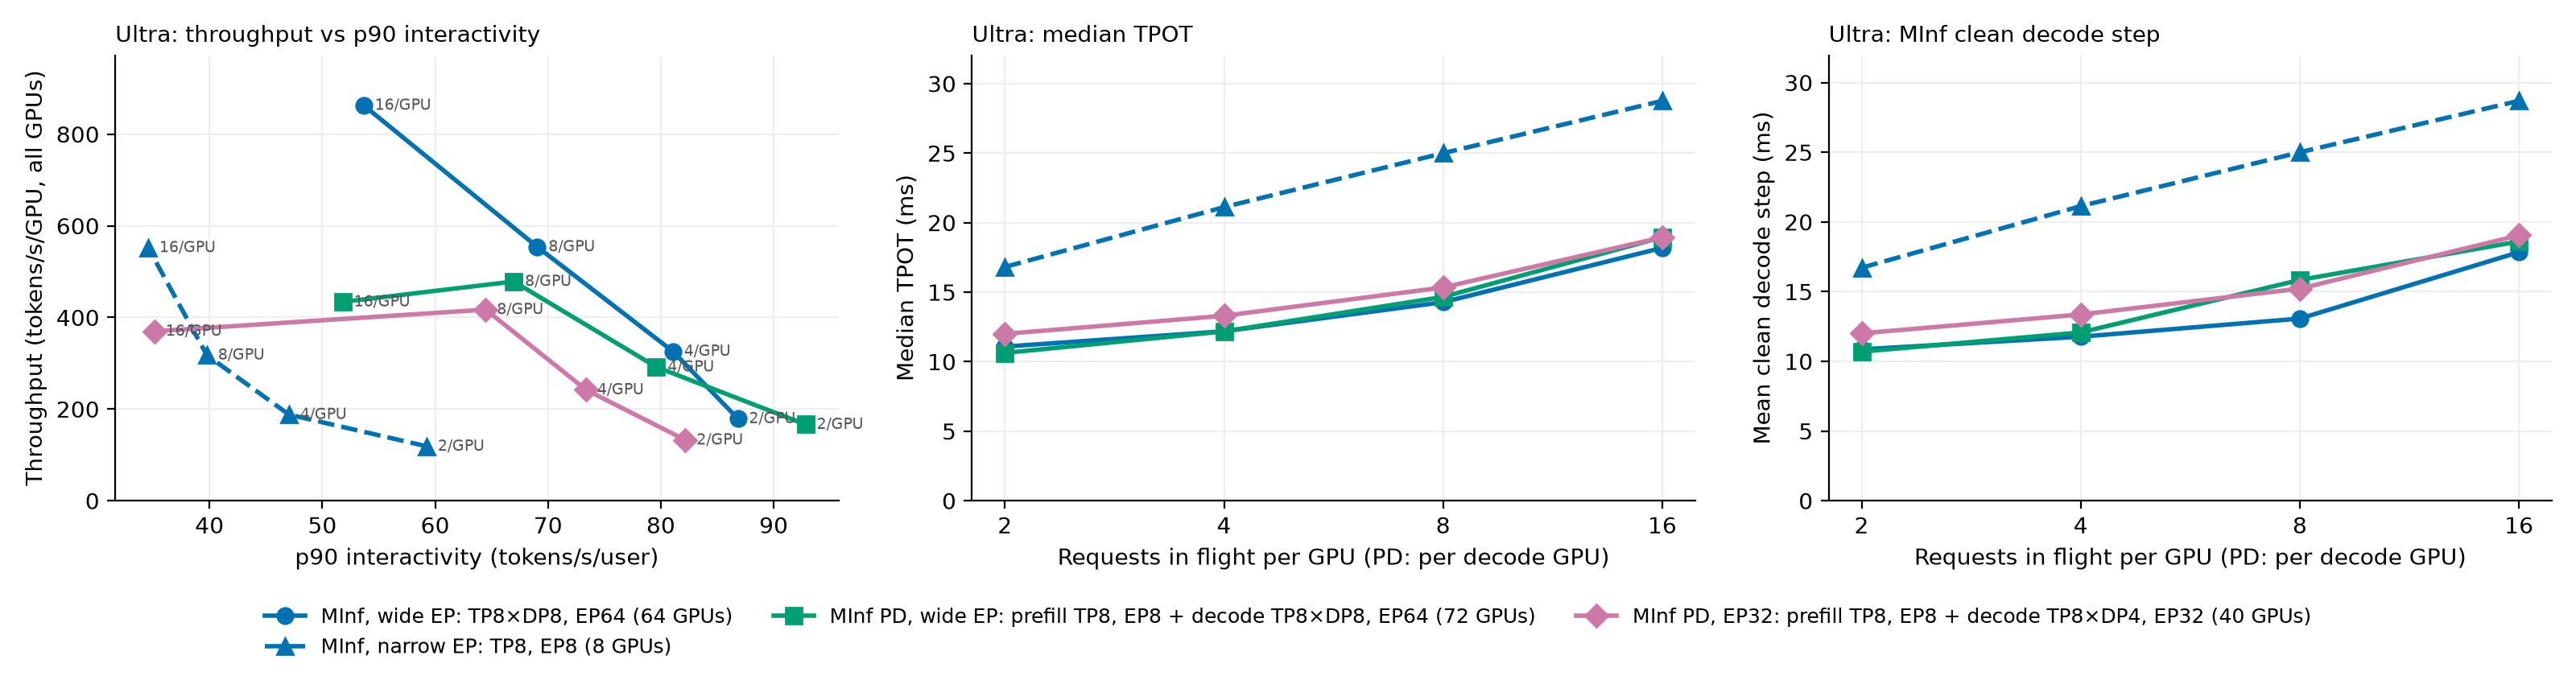 Ultra: throughput vs p90 interactivity
Throughput (tokens/s/GPU, all GPUs)
800
600
400
200
0
16/GPU
8/GPU
4/GPU
2/GPU
16/GPU
8/GPU
4/GPU
2/GPU
16/GPU
8/GPU
4/GPU
2/GPU
16/GPU
8/GPU
4/GPU
2/GPU
40
50
60
70
80
90
p90 interactivity (tokens/s/user)
Ultra: median TPOT
Median TPOT (ms)
30
25
20
15
10
5
0
2
4
8
16
Requests in flight per GPU (PD: per decode GPU)
Ultra: MInf clean decode step
Mean clean decode step (ms)
30
25
20
15
10
5
0
2
4
8
16
Requests in flight per GPU (PD: per decode GPU)
MInf, wide EP: TP8×DP8, EP64 (64 GPUs)
MInf, narrow EP: TP8, EP8 (8 GPUs)
MInf PD, wide EP: prefill TP8, EP8 + decode TP8×DP8, EP64 (72 GPUs)
MInf PD, EP32: prefill TP8, EP8 + decode TP8×DP4, EP32 (40 GPUs)